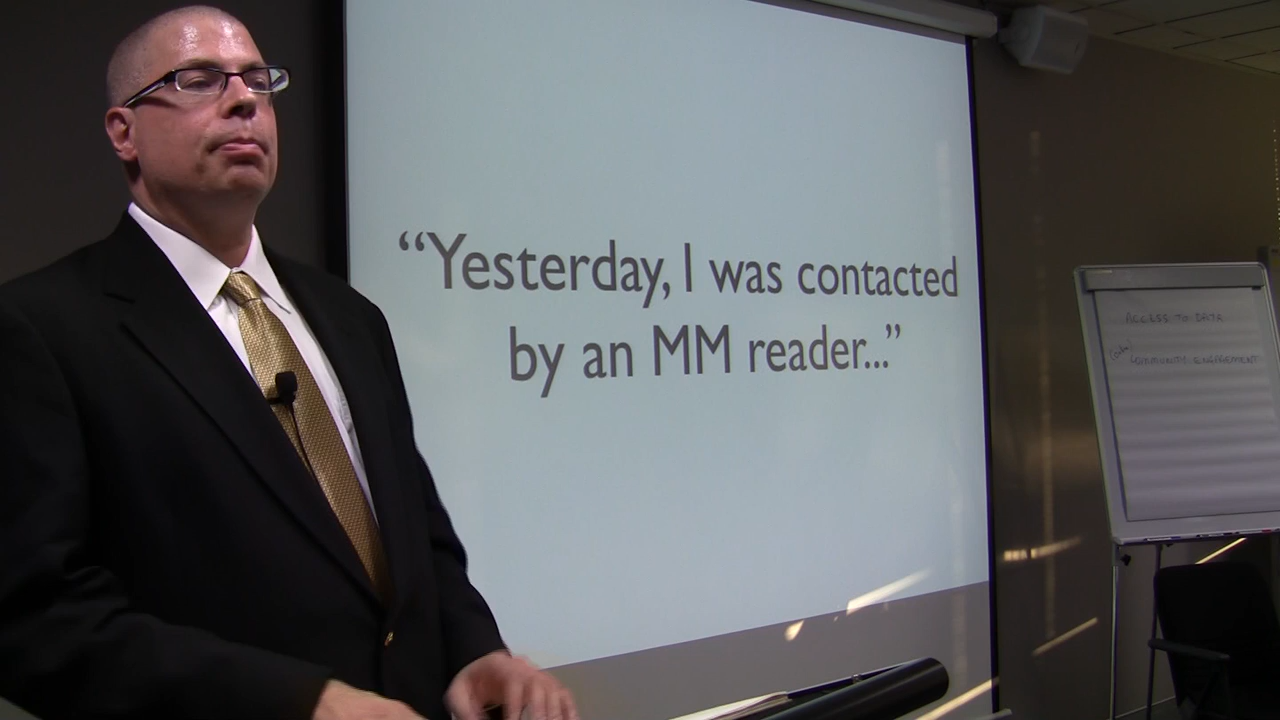 “Yesterday, I was contacted
by an MM reader...”
ACCESS TO DATA
COMMUNITY ENGAGEMENT